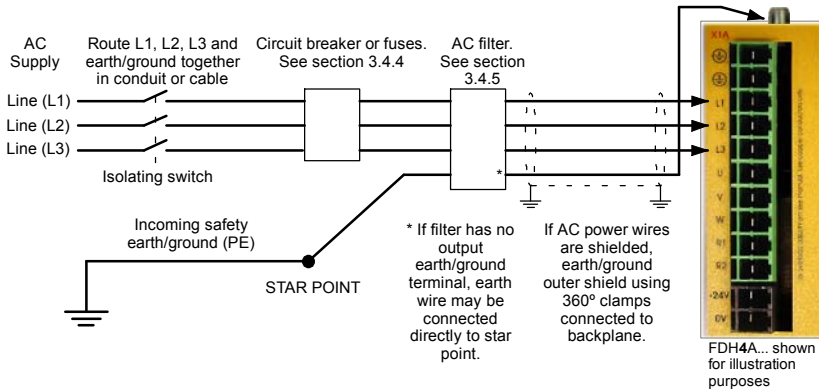 AC
Supply
Route L1, L2, L3 and
earth/ground together
in conduit or cable
Circuit breaker or fuses.
See section 3.4.4
AC filter.
See section
3.4.5
Line (L1)
Line (L2)
Line (L3)
Isolating switch
*
Incoming safety
earth/ground (PE)
STAR POINT
* If filter has no
output
earth/ground
terminal, earth
wire may be
connected
directly to star
point.
If AC power wires
are shielded,
earth/ground
outer shield using
360º clamps
connected to
backplane.
X1A
L1
L2
L3
U
V
W
R1
R2
+24V
0V
FDH4A... shown
for illustration
purposes